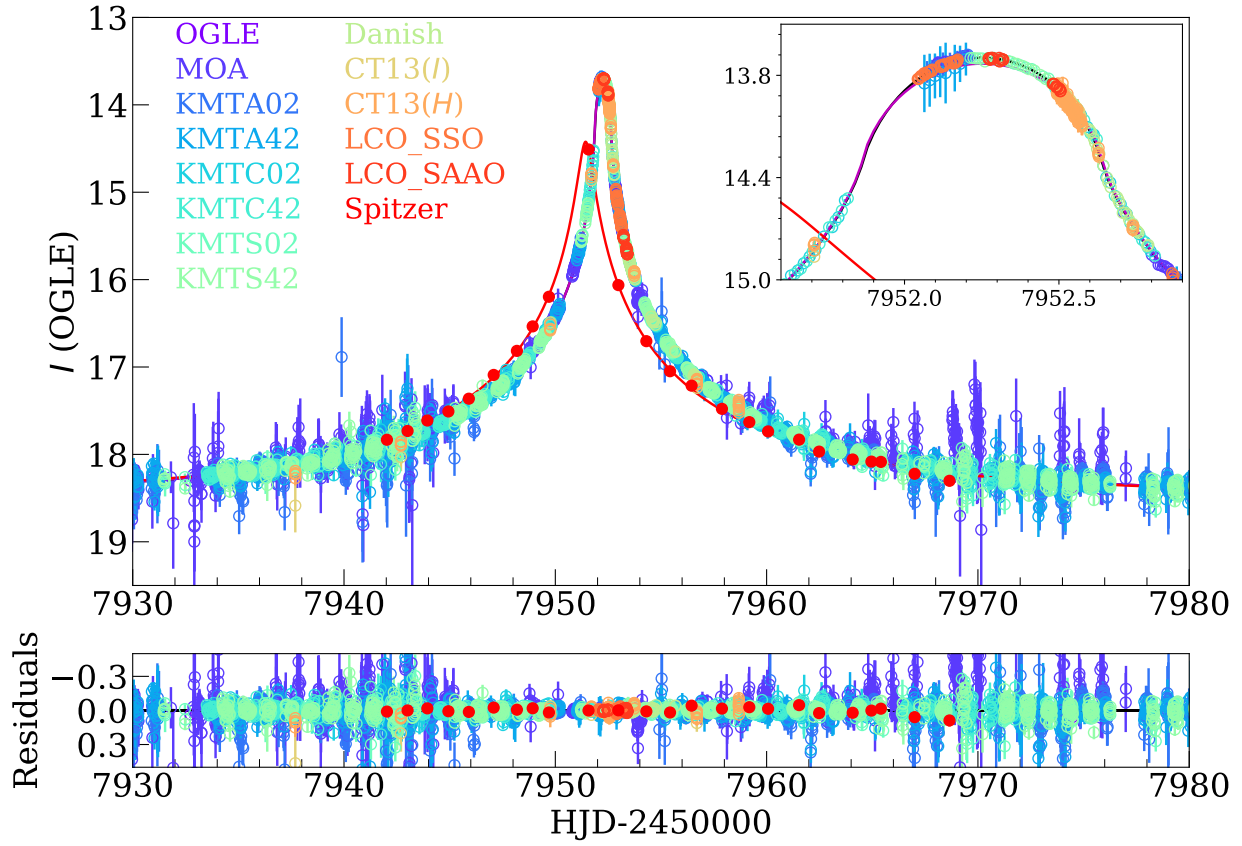 13
14
15
16
17
18
19
I (OGLE)
OGLE
MOA
KMTA02
KMTA42
KMTC02
KMTC42
KMTS02
KMTS42
Danish
CT13(I)
CT13(H)
LCO_SSO
LCO_SAAO
Spitzer
13.8
14.4
15.0
7952.0 7952.5
7930 7940 7950 7960 7970 7980
Residuals
−0.3
0.0
0.3
7930 7940 7950 7960 7970 7980
HJD-2450000